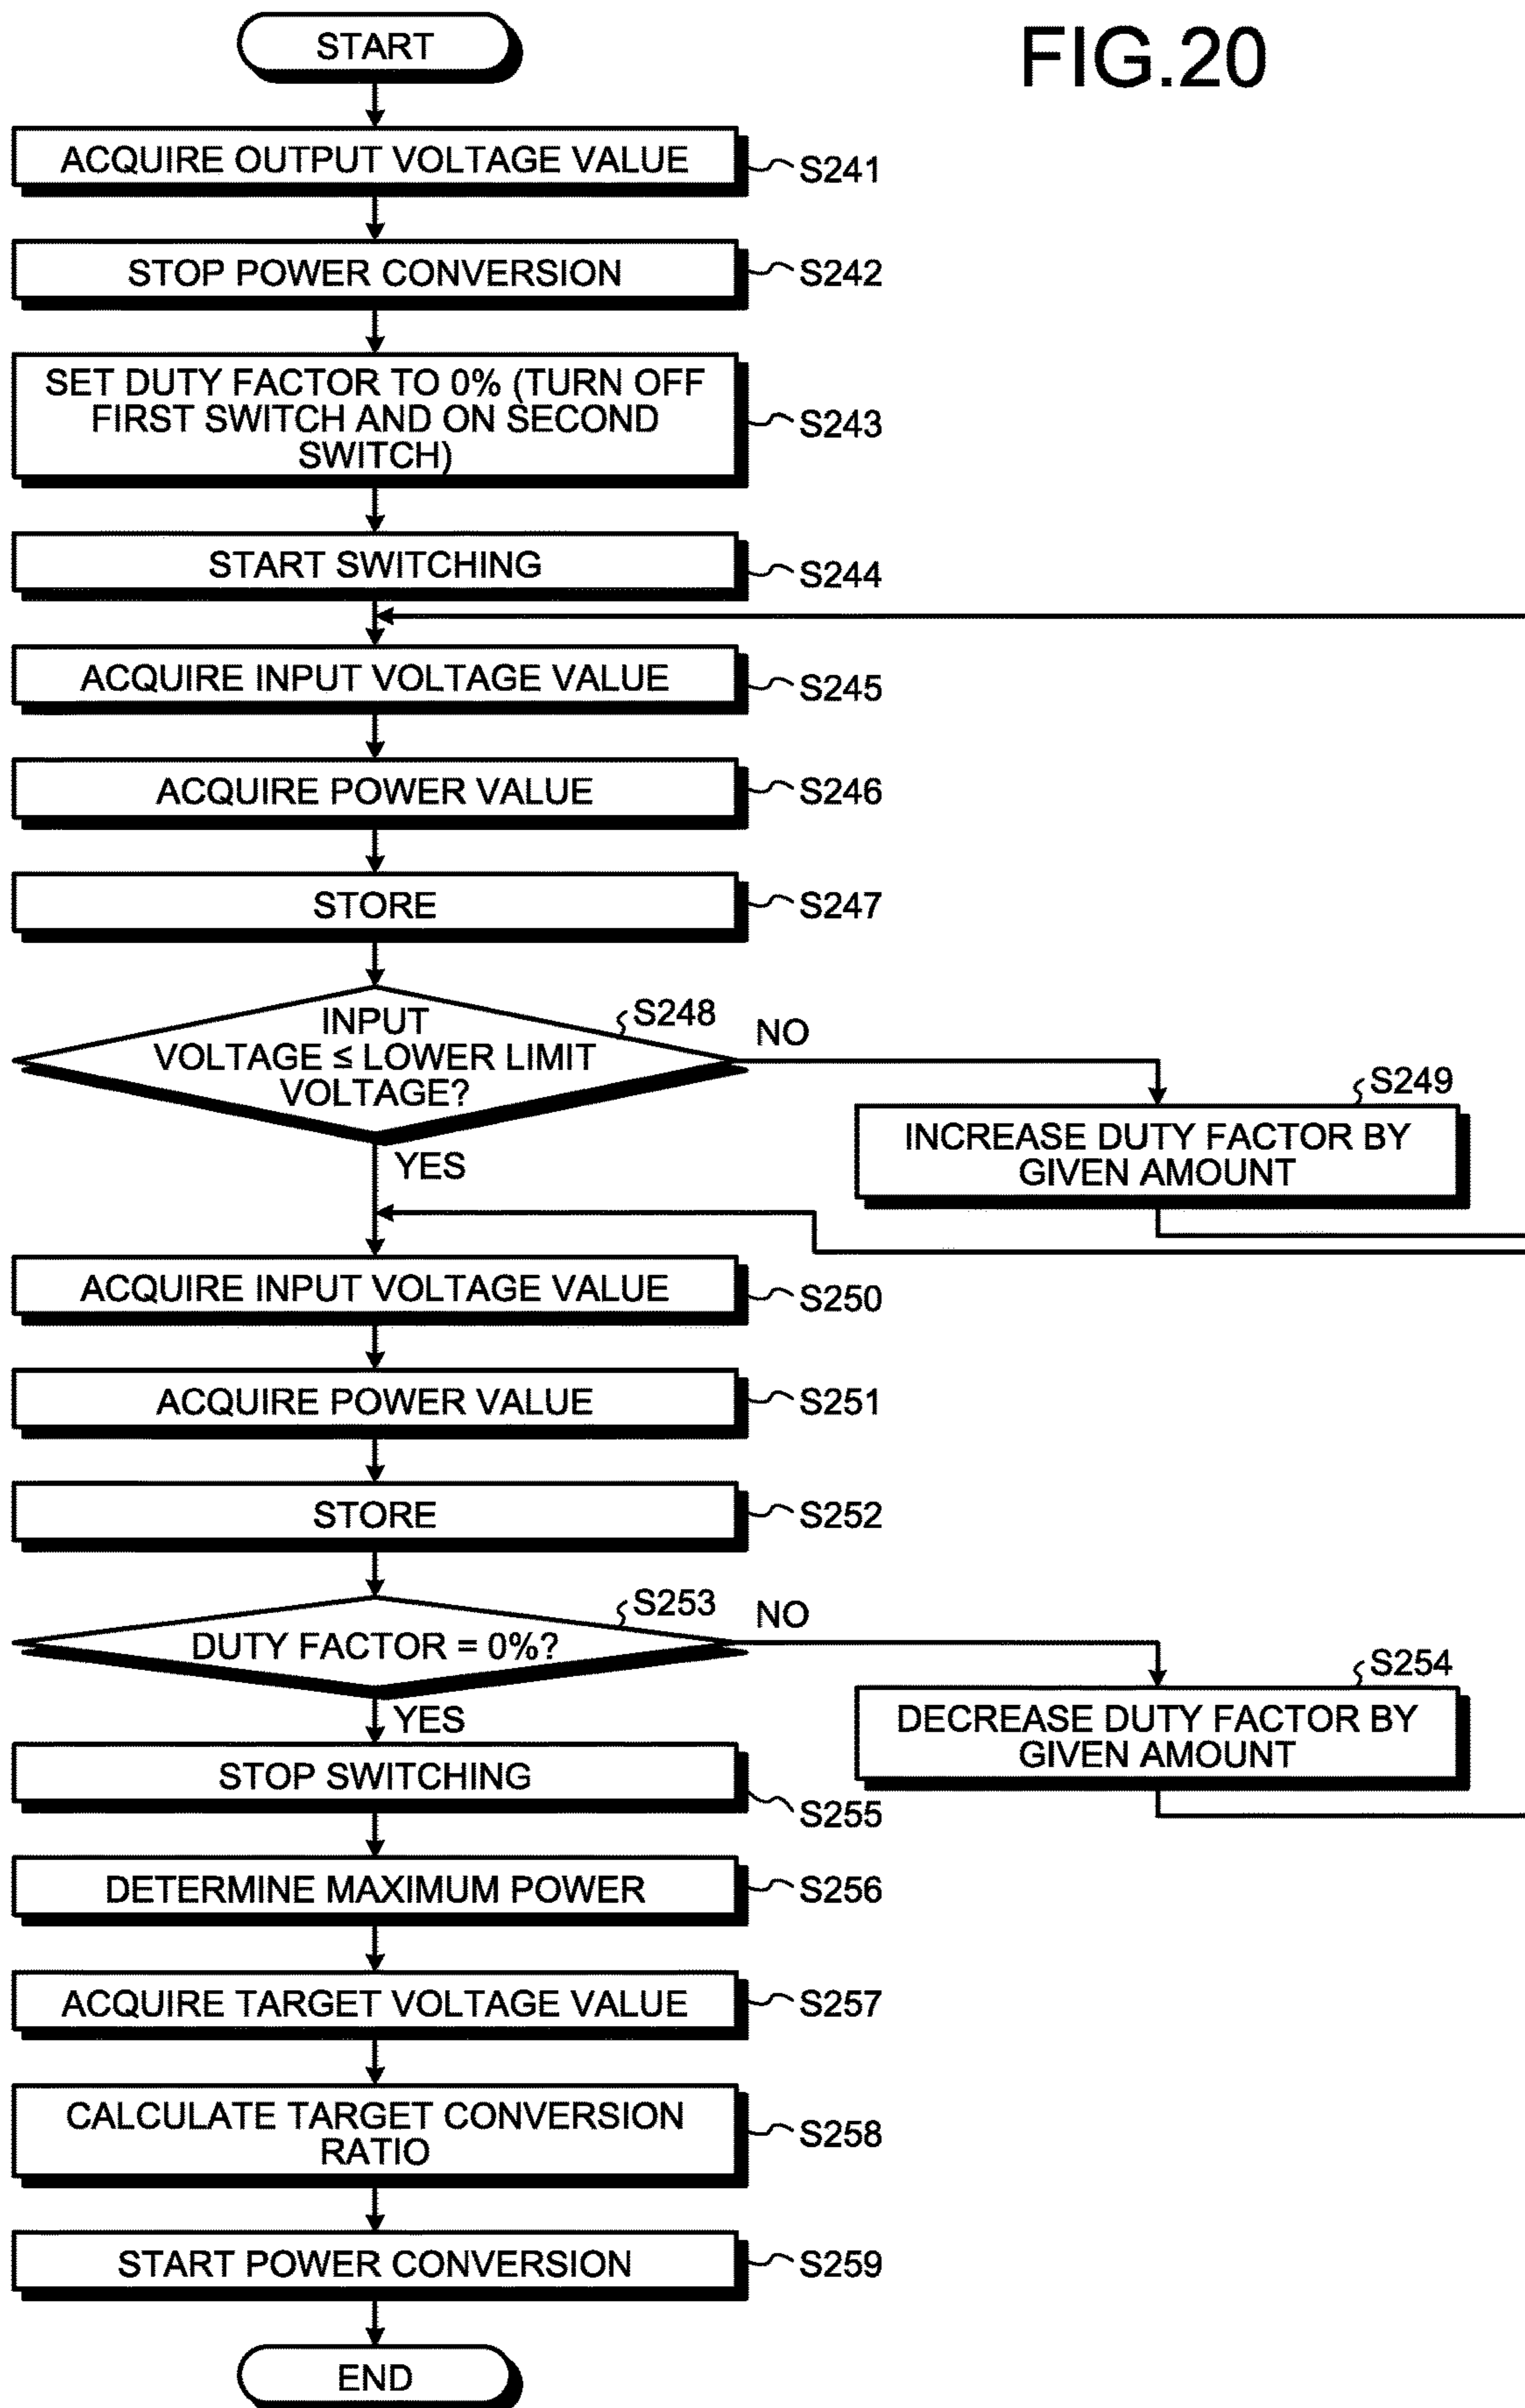 FIG.20
START
ACQUIRE OUTPUT VOLTAGE VALUE
S241
STOP POWER CONVERSION
S242
SET DUTY FACTOR TO 0% (TURN OFF
FIRST SWITCH AND ON SECOND
SWITCH)
S243
START SWITCHING
S244
ACQUIRE INPUT VOLTAGE VALUE
S245
ACQUIRE POWER VALUE
S246
STORE
S247
INPUT
VOLTAGE ≤ LOWER LIMIT
VOLTAGE?
S248
NO
S249
INCREASE DUTY FACTOR BY
GIVEN AMOUNT
YES
ACQUIRE INPUT VOLTAGE VALUE
S250
ACQUIRE POWER VALUE
S251
STORE
S252
DUTY FACTOR = 0%?
S253
NO
S254
DECREASE DUTY FACTOR BY
GIVEN AMOUNT
YES
STOP SWITCHING
S255
DETERMINE MAXIMUM POWER
S256
ACQUIRE TARGET VOLTAGE VALUE
S257
CALCULATE TARGET CONVERSION
RATIO
S258
START POWER CONVERSION
S259
END